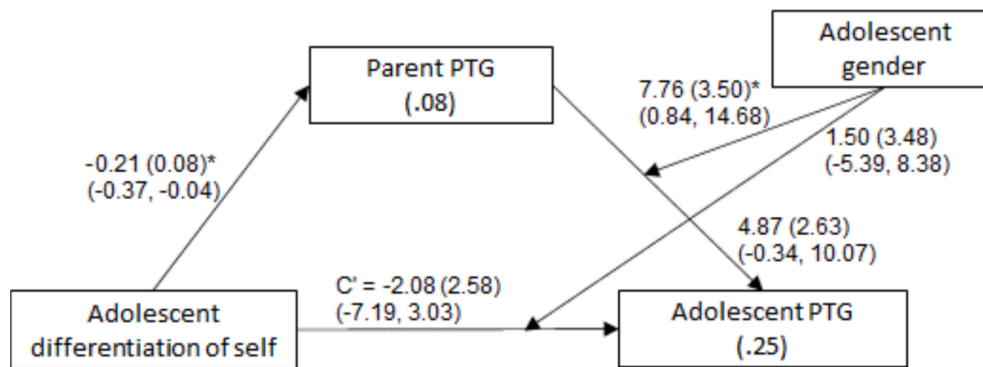 Parent PTG
(.08)
Adolescent
gender
7.76 (3.50)*
(0.84, 14.68)
1.50 (3.48)
(-5.39, 8.38)
-0.21 (0.08)*
(-0.37, -0.04)
4.87 (2.63)
(-0.34, 10.07)
C' = -2.08 (2.58)
(-7.19, 3.03)
Adolescent
differentiation of self
Adolescent PTG
(.25)